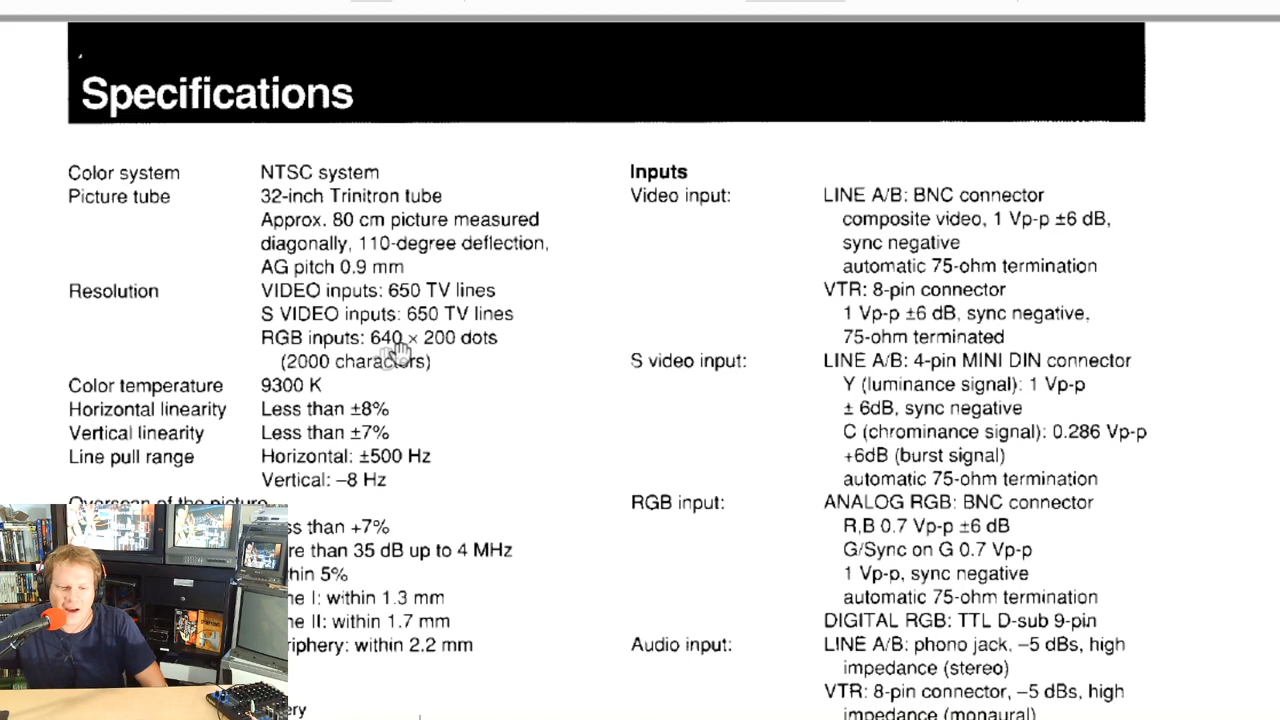 Specifications
Color system NTSC system
Picture tube 32-inch Trinitron tube
Approx. 80 cm picture measured
diagonally, 110-degree deflection,
AG pitch 0.9 mm
Resolution VIDEO inputs: 650 TV lines
S VIDEO inputs: 650 TV lines
RGB inputs: 640 × 200 dots
(2000 characters)
Color temperature 9300 K
Horizontal linearity Less than ±8%
Vertical linearity Less than ±7%
Line pull range Horizontal: ±500 Hz
Vertical: –8 Hz
Overscan of the picture
ss than +7%
re than 35 dB up to 4 MHz
hin 5%
ne I: within 1.3 mm
ne II: within 1.7 mm
riphery: within 2.2 mm
ery
Inputs
Video input: LINE A/B: BNC connector
composite video, 1 Vp-p ±6 dB,
sync negative
automatic 75-ohm termination
VTR: 8-pin connector
1 Vp-p ±6 dB, sync negative,
75-ohm terminated
S video input: LINE A/B: 4-pin MINI DIN connector
Y (luminance signal): 1 Vp-p
± 6dB, sync negative
C (chrominance signal): 0.286 Vp-p
+6dB (burst signal)
automatic 75-ohm termination
RGB input: ANALOG RGB: BNC connector
R,B 0.7 Vp-p ±6 dB
G/Sync on G 0.7 Vp-p
1 Vp-p, sync negative
automatic 75-ohm termination
DIGITAL RGB: TTL D-sub 9-pin
Audio input: LINE A/B: phono jack, –5 dBs, high
impedance (stereo)
VTR: 8-pin connector, –5 dBs, high
impedance (monaural)